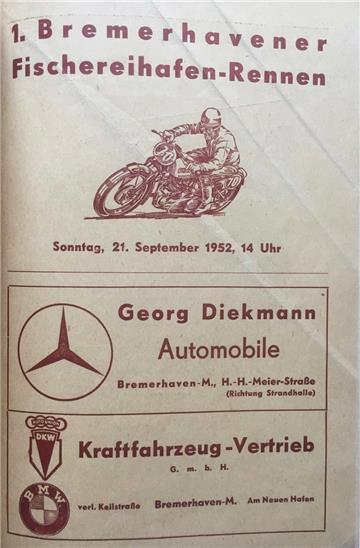 1. Bremerhavener
Fischereihafen-Rennen
Sonntag, 21. September 1952, 14 Uhr
Georg Diekmann
Automobile
Bremerhaven-M., H.-H.-Meier-Straße
(Richtung Strandhalle)
DKW
Kraftfahrzeug-Vertrieb
G. m. b. H.
BMW
verl. Keilstraße Bremerhaven-M. Am Neuen Hafen